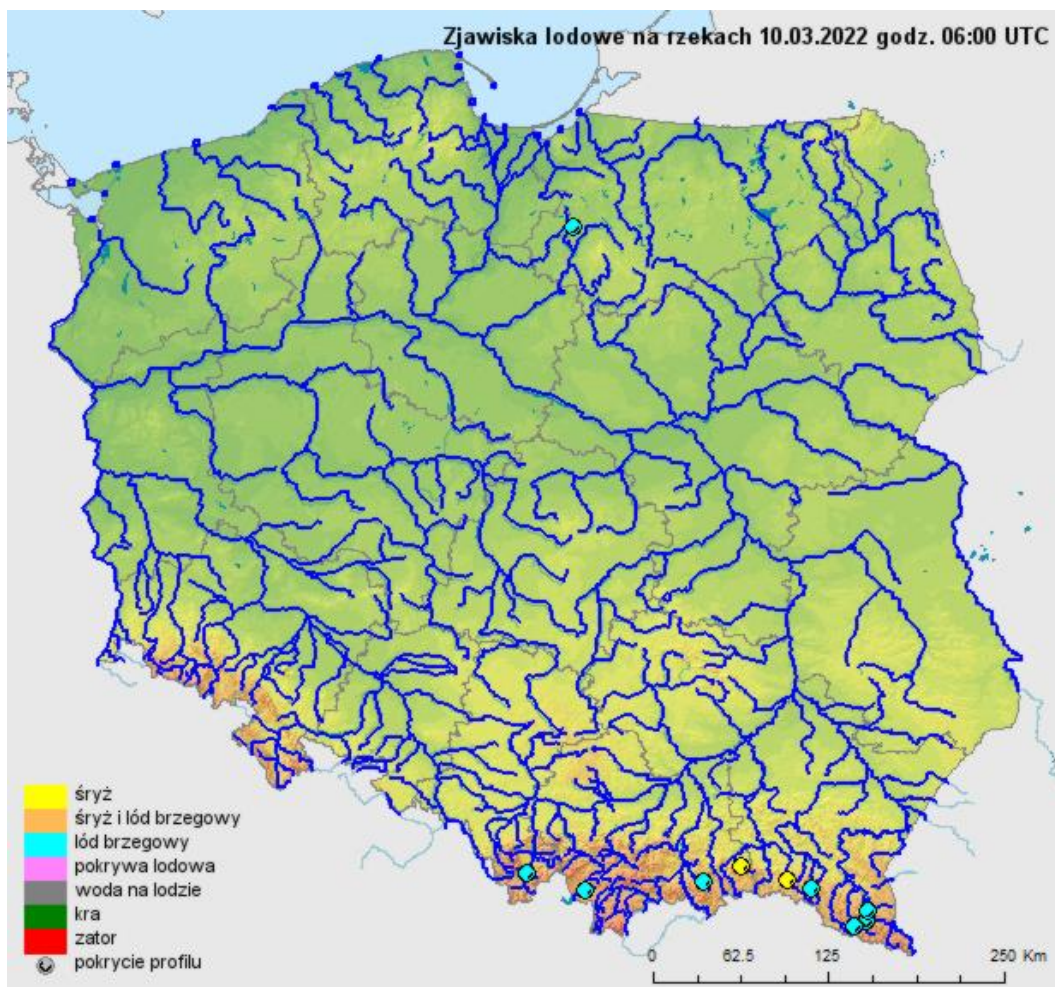 Zjawiska lodowe na rzekach 10.03.2022 godz. 06:00 UTC
śryż
śryż i lód brzegowy
lód brzegowy
pokrywa lodowa
woda na lodzie
kra
zator
pokrycie profilu
0 62.5 125 250 Km